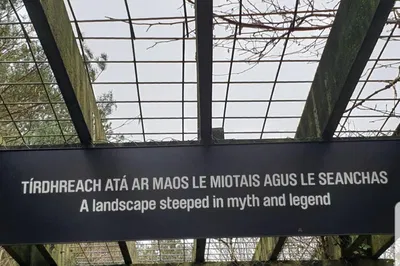 TÍRDHREACH ATÁ AR MAOS LE MIOTAIS AGUS LE SEANCHAS
A landscape steeped in myth and legend